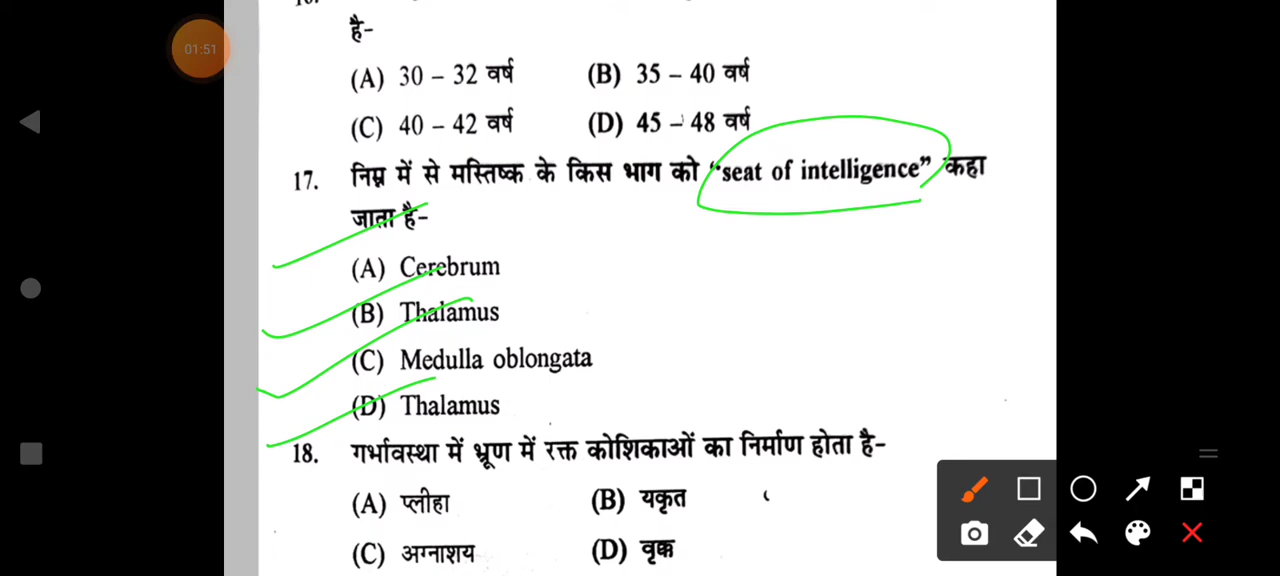 01:51
है-
(A) 30 – 32 वर्ष (B) 35 – 40 वर्ष
(C) 40 – 42 वर्ष (D) 45 – 48 वर्ष
17. निम्न में से मस्तिष्क के किस भाग को "seat of intelligence" कहा
जाता है-
(A) Cerebrum
(B) Thalamus
(C) Medulla oblongata
(D) Thalamus
18. गर्भावस्था में भ्रूण में रक्त कोशिकाओं का निर्माण होता है-
(A) प्लीहा (B) यकृत
(C) अग्नाशय (D) वृक्क